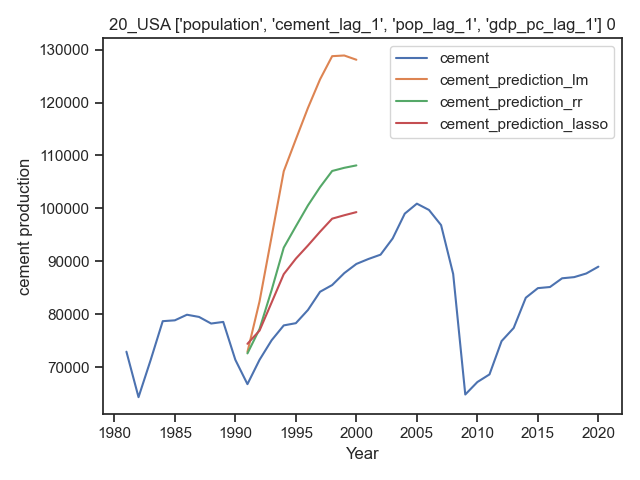 20_USA ['population', 'cement_lag_1', 'pop_lag_1', 'gdp_pc_lag_1'] 0
cement
cement_prediction_lm
cement_prediction_rr
cement_prediction_lasso
cement production
130000
120000
110000
100000
90000
80000
70000
1980 1985 1990 1995 2000 2005 2010 2015 2020
Year